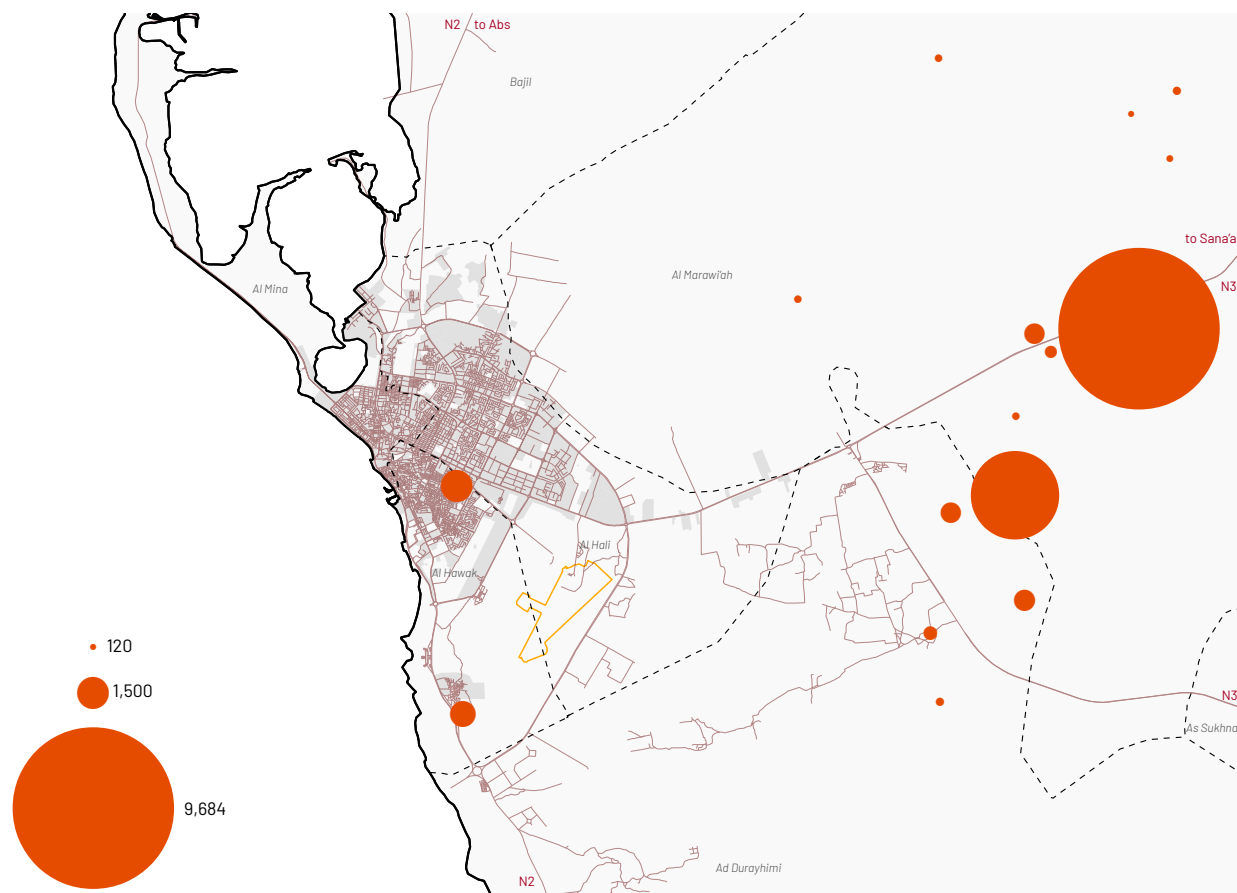 N2 to Abs
Bajil
to Sana'a
Al Marawi'ah
Al Mina
N3
Al Hali
Al Hawak
120
1,500
N3
As Sukhna
9,684
Ad Durayhimi
N2